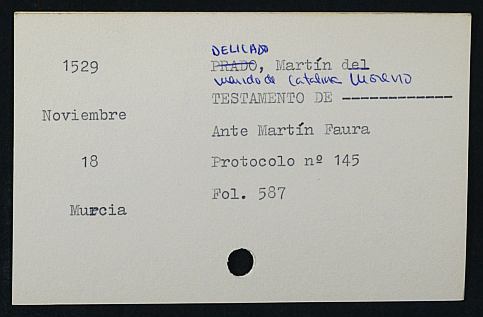 DELICADO
1529
PRADO, Martín del
marido de Catalina Moreno
TESTAMENTO DE ------------
Noviembre
Ante Martín Faura
18
Protocolo nº 145
Fol. 587
Murcia